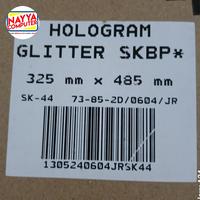 NAYYA
COMPUTER
HOLOGRAM
GLITTER SKBP*
325 mm x 485 mm
SK-44 73-85-2D/0604/JR
1305240604JRSK44